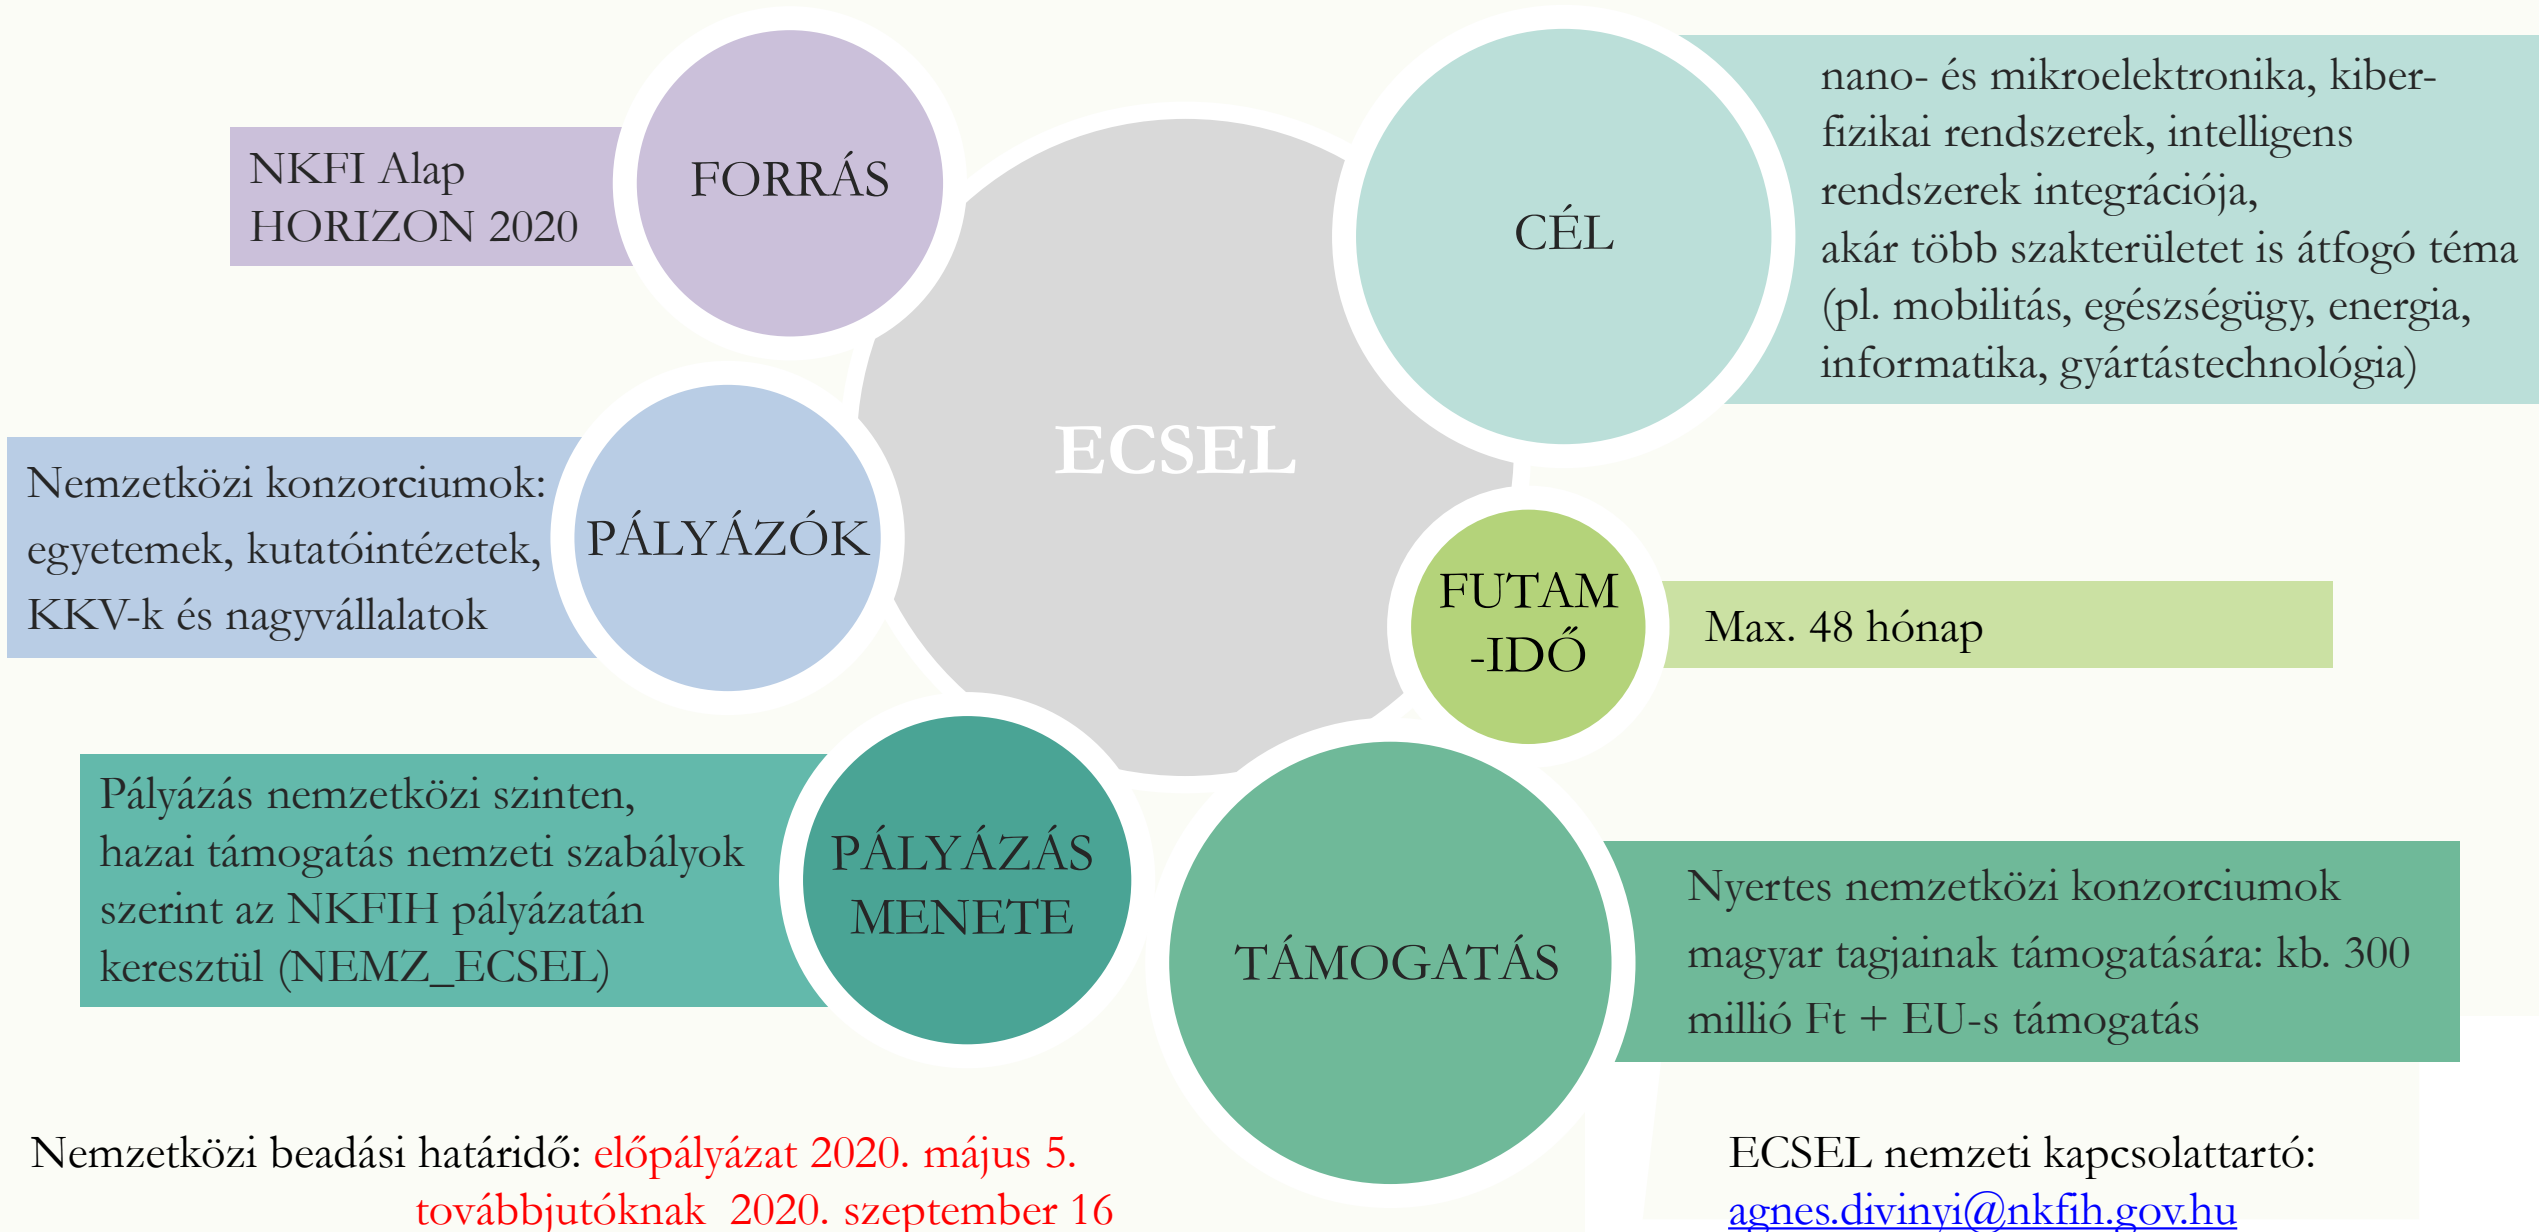 FORRÁS
NKFI Alap
HORIZON 2020
CÉL
nano- és mikroelektronika, kiber-
fizikai rendszerek, intelligens
rendszerek integrációja,
akár több szakterületet is átfogó téma
(pl. mobilitás, egészségügy, energia,
informatika, gyártástechnológia)
ECSEL
PÁLYÁZÓK
Nemzetközi konzorciumok:
egyetemek, kutatóintézetek,
KKV-k és nagyvállalatok
FUTAM
-IDŐ
Max. 48 hónap
PÁLYÁZÁS
MENETE
Pályázás nemzetközi szinten,
hazai támogatás nemzeti szabályok
szerint az NKFIH pályázatán
keresztül (NEMZ_ECSEL)
TÁMOGATÁS
Nyertes nemzetközi konzorciumok
magyar tagjainak támogatására: kb. 300
millió Ft + EU-s támogatás
Nemzetközi beadási határidő: előpályázat 2020. május 5.
továbbjutóknak 2020. szeptember 16
ECSEL nemzeti kapcsolattartó:
agnes.divinyi@nkfih.gov.hu